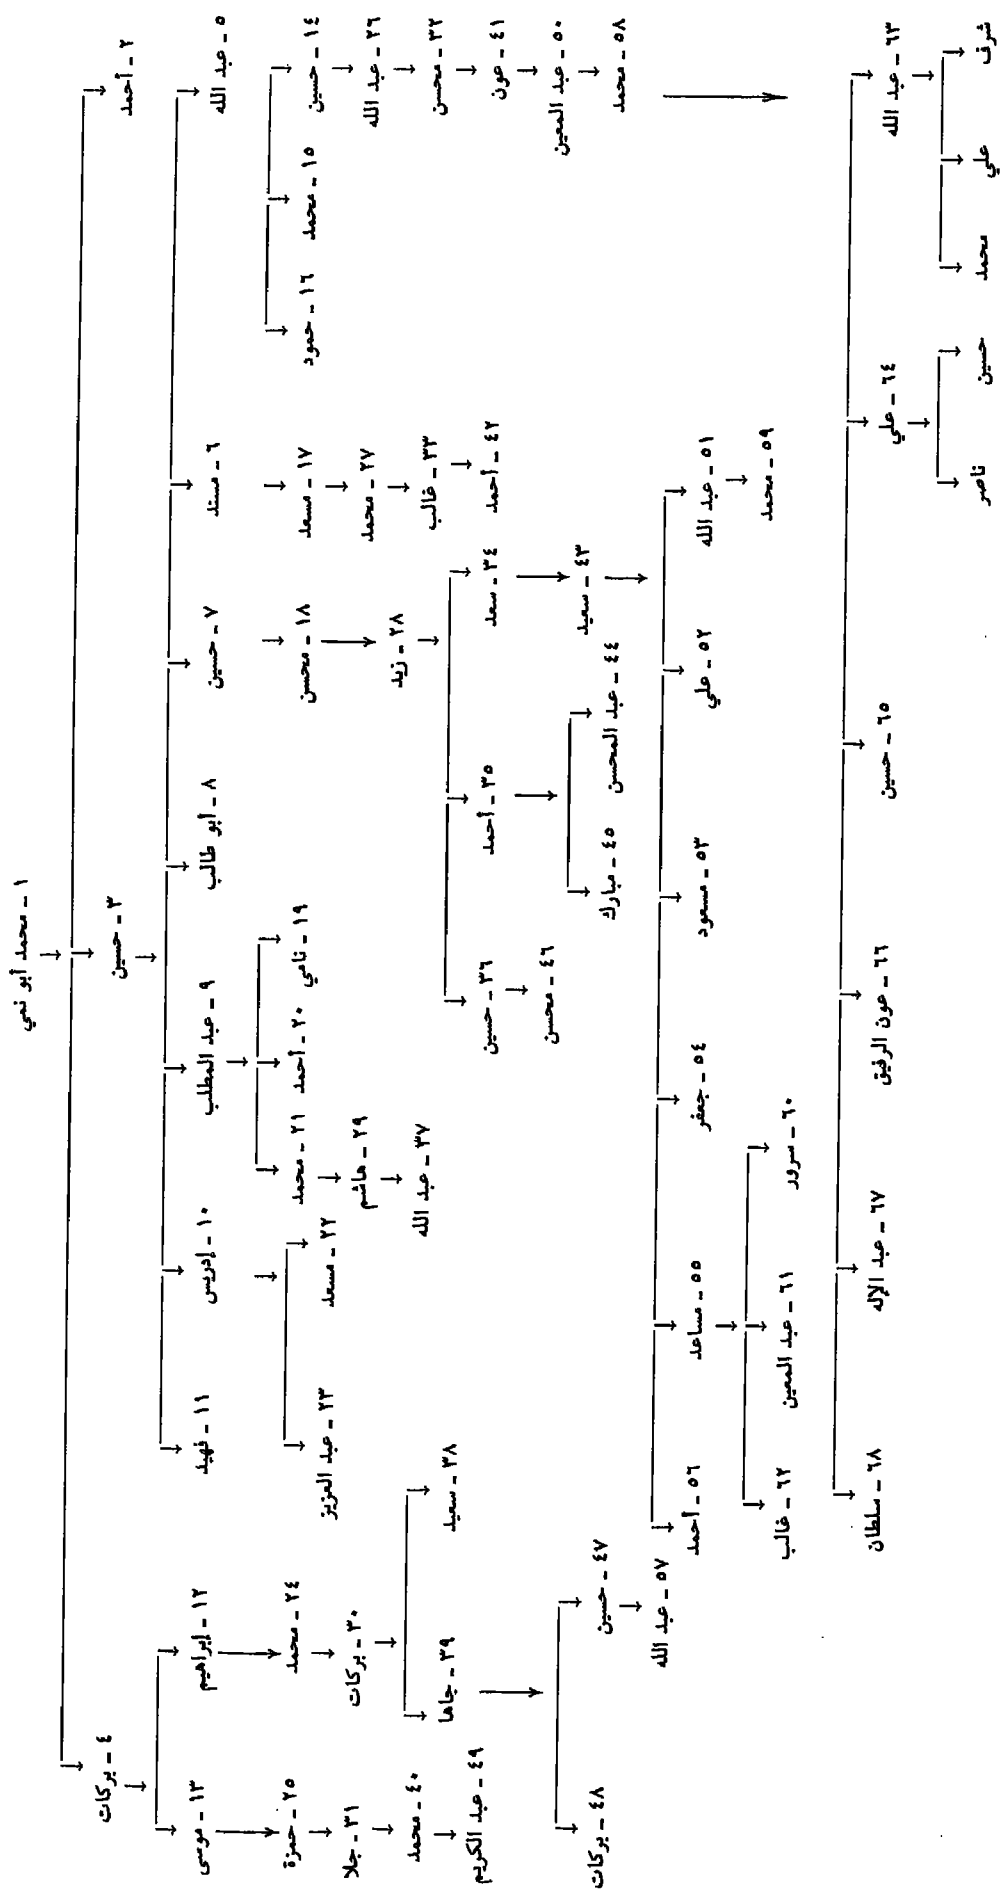 ١ - محمد أبو نمي
٢ - أحمد
٣ - حسين
٤ - بركات
٥ - عبد الله
٦ - مسند
٧ - حسين
٨ - أبو طالب
٩ - عبد المطلب
١٠ - إدريس
١١ - فهيد
١٢ - إبراهيم
١٣ - موسى
١٤ - حسين
١٥ - محمد
١٦ - حمود
١٧ - مسعد
١٨ - محسن
١٩ - نامي
٢٠ - أحمد
٢١ - محمد
٢٢ - مسعد
٢٣ - عبد العزيز
٢٤ - محمد
٢٥ - حمزة
٢٦ - عبد الله
٢٧ - محمد
٢٨ - زيد
٢٩ - هاشم
٣٠ - بركات
٣١ - جلا
٣٢ - محسن
٣٣ - غالب
٣٤ - سعد
٣٥ - أحمد
٣٦ - حسين
٣٧ - عبد الله
٣٨ - سعيد
٣٩ - جاها
٤٠ - محمد
٤١ - عون
٤٢ - أحمد
٤٣ - سعيد
٤٤ - عبد المحسن
٤٥ - مبارك
٤٦ - محسن
٤٧ - حسين
٤٨ - بركات
٤٩ - عبد الكريم
٥٠ - عبد المعين
٥١ - عبد الله
٥٢ - علي
٥٣ - مسعود
٥٤ - جعفر
٥٥ - مساعد
٥٦ - أحمد
٥٧ - عبد الله
٥٨ - محمد
٥٩ - محمد
٦٠ - سرور
٦١ - عبد المعين
٦٢ - غالب
٦٣ - عبد الله
٦٤ - علي
٦٥ - حسين
٦٦ - عون الرفيق
٦٧ - عبد الإله
٦٨ - سلطان
شرف
علي
محمد
حسين
ناصر